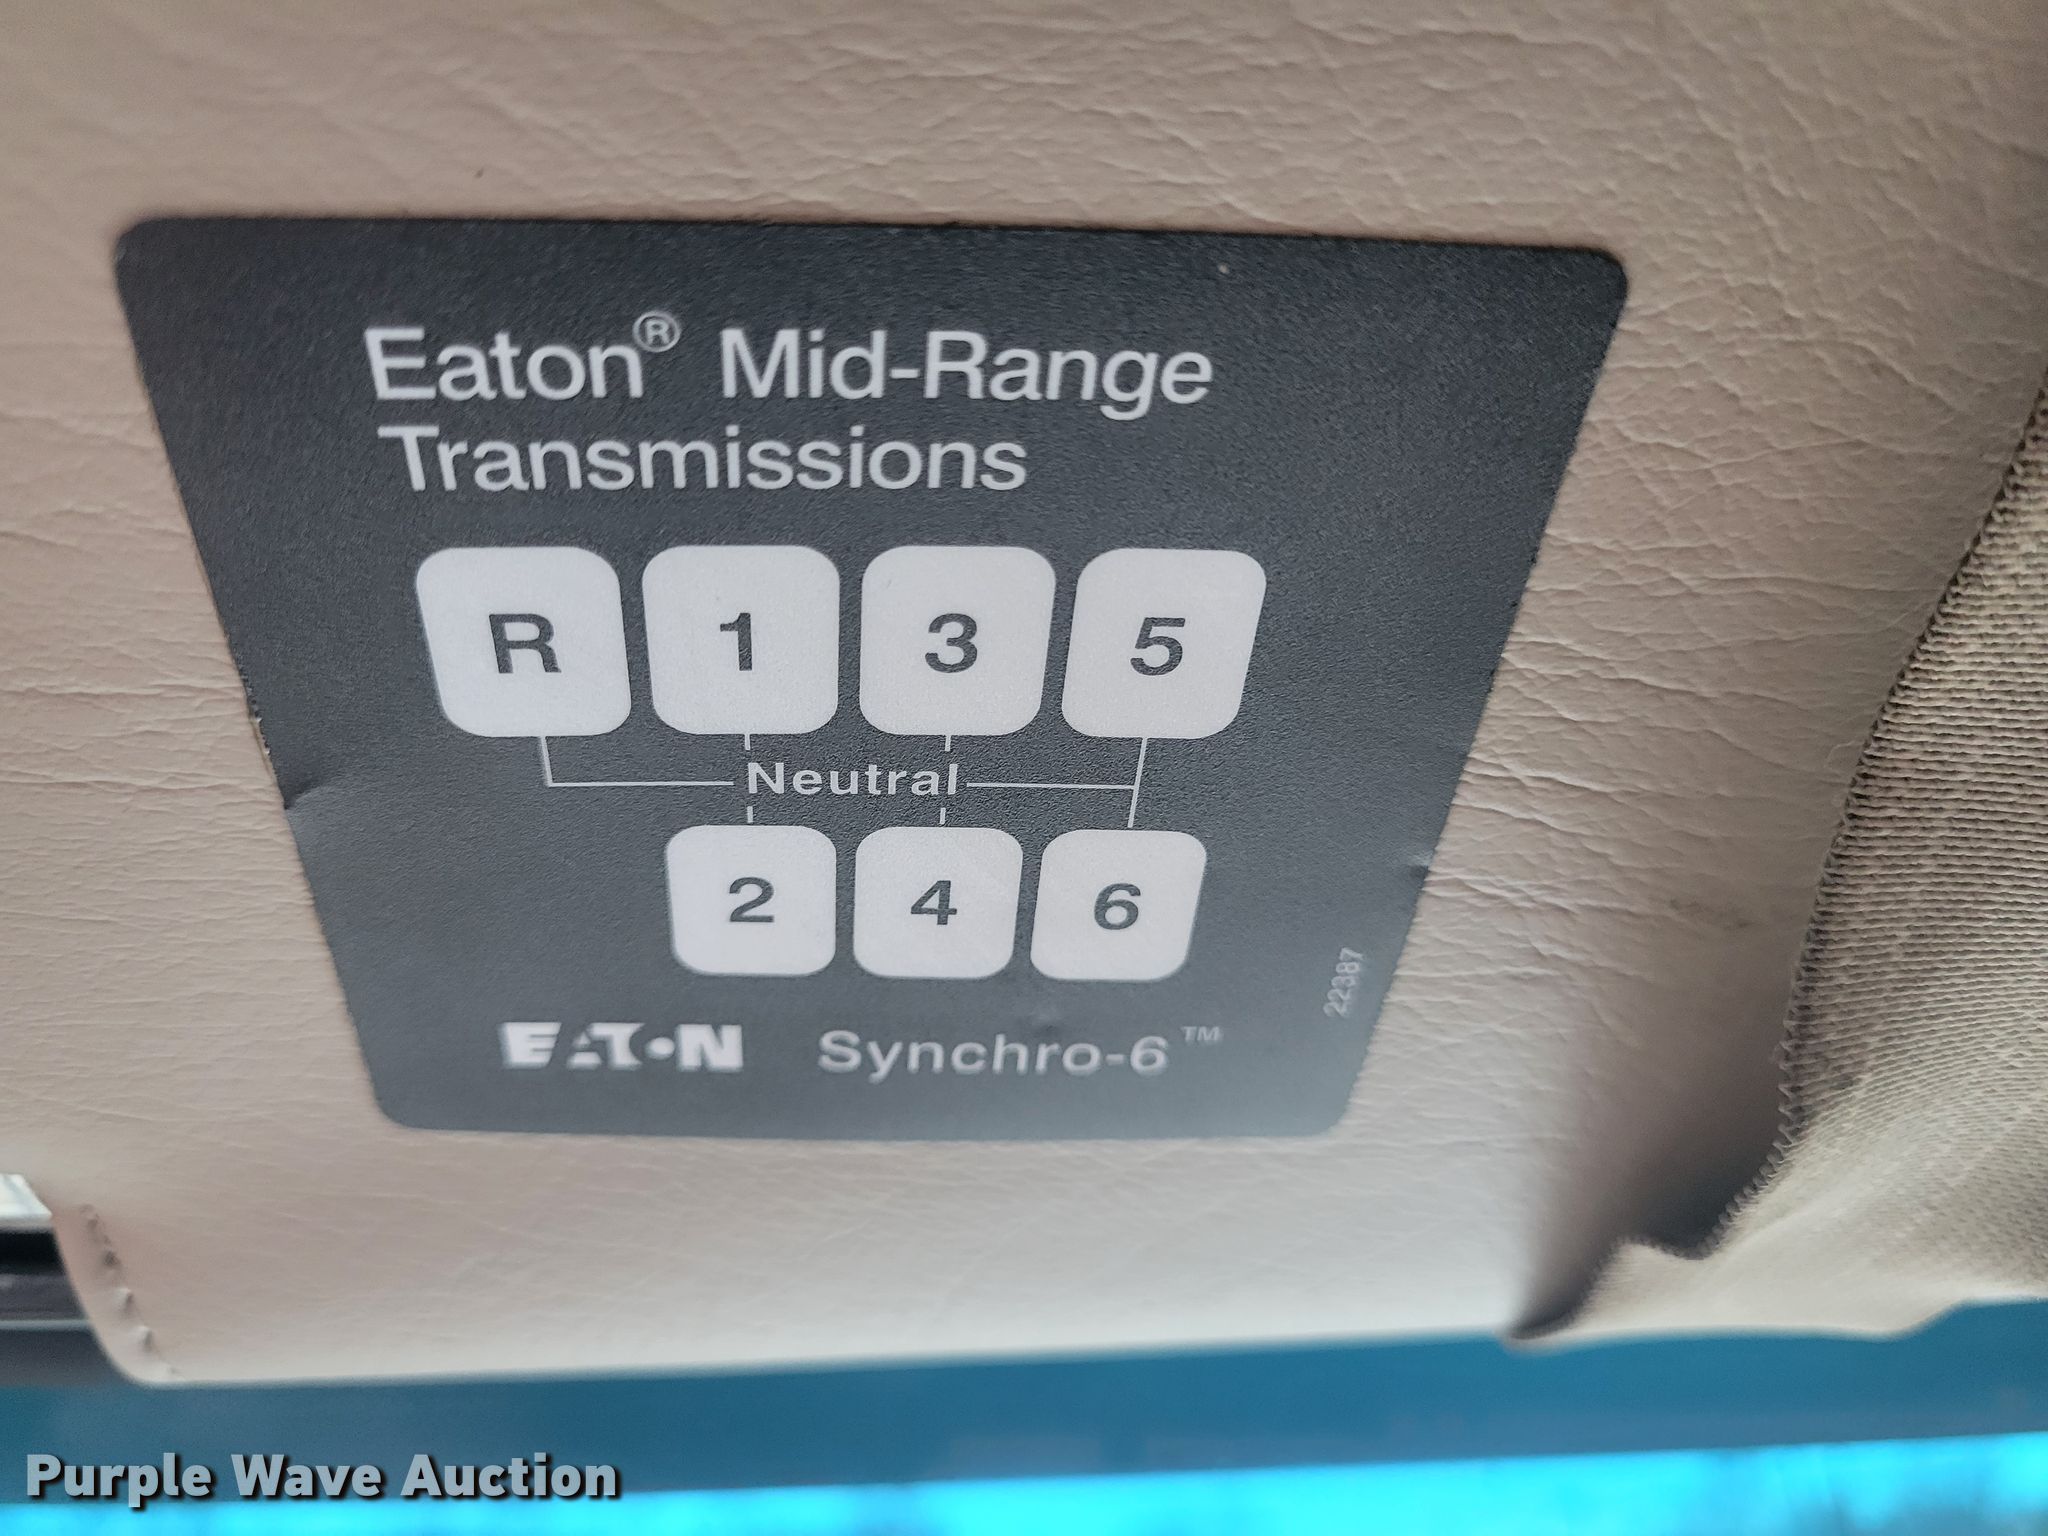 Eaton® Mid-Range
Transmissions
R 1 3 5
Neutral
2 4 6
22387
EATON Synchro-6™
Purple Wave Auction